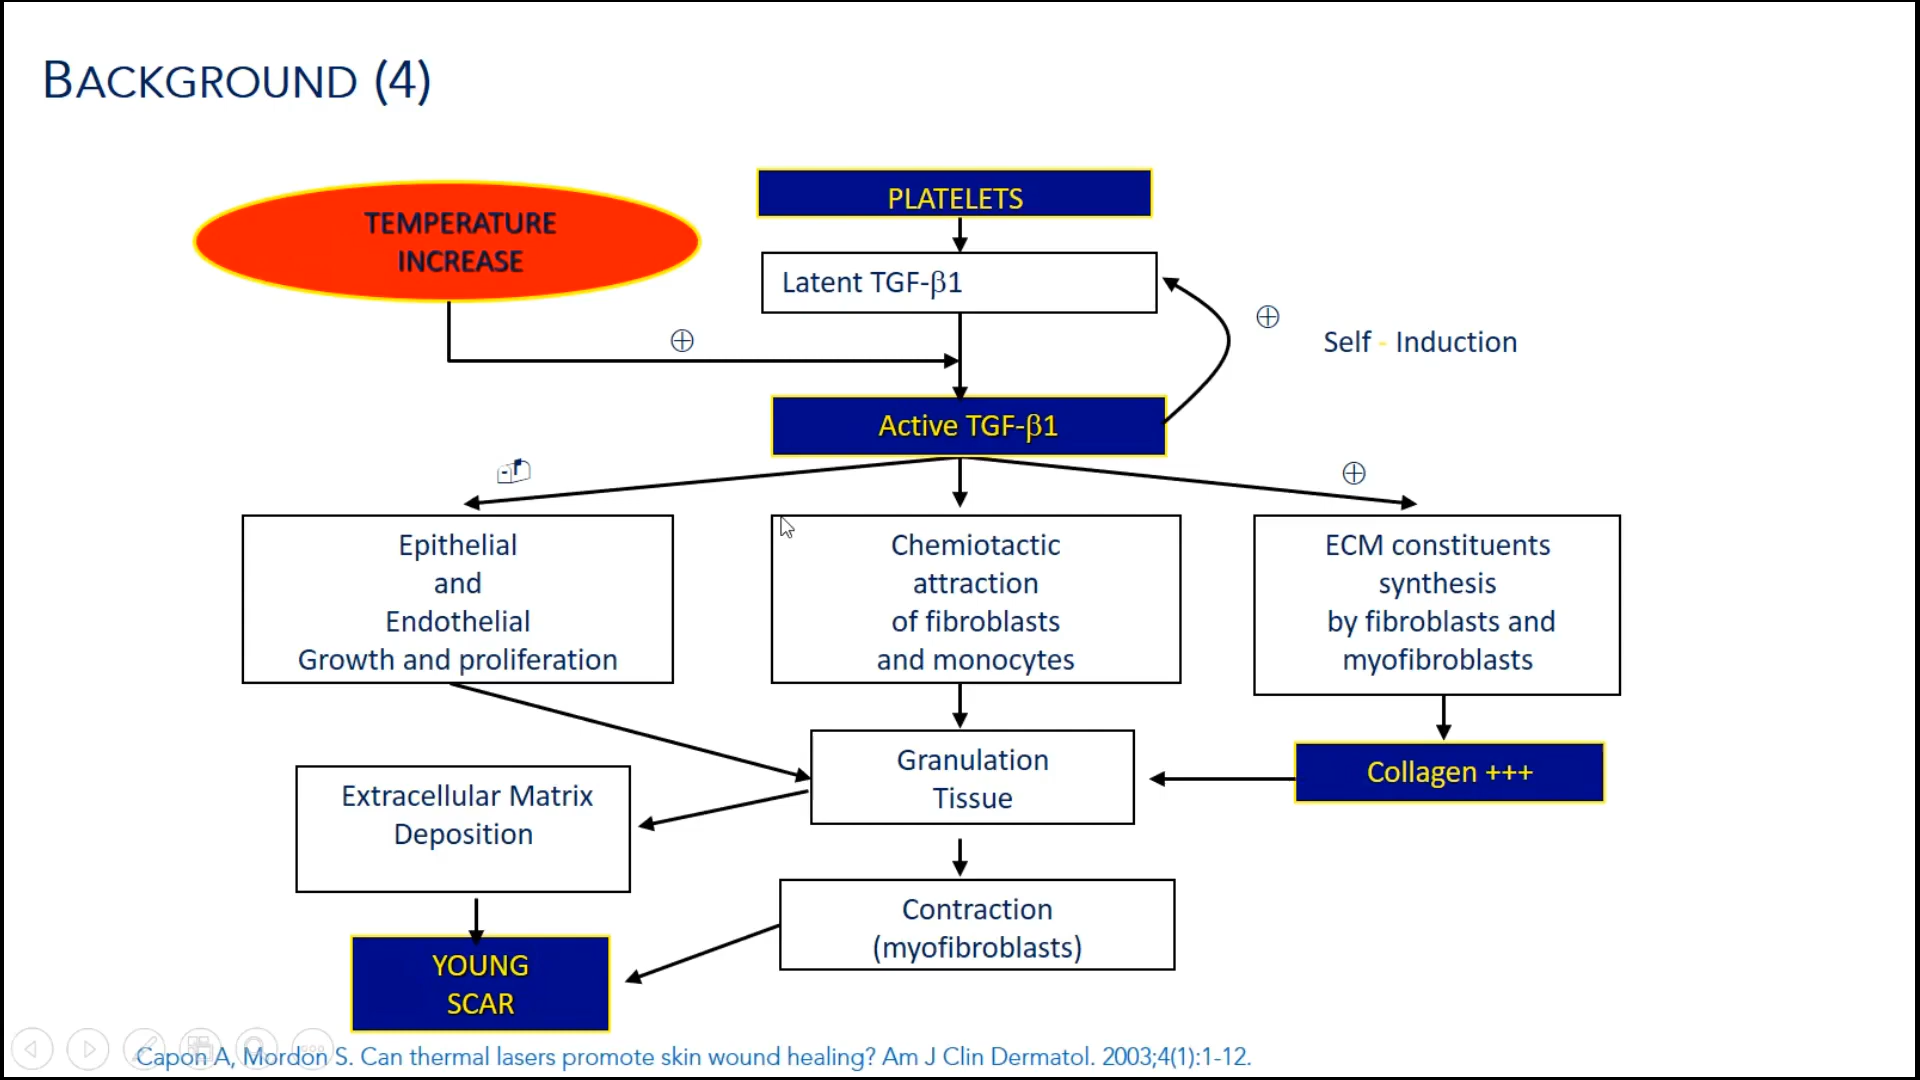 BACKGROUND (4)
TEMPERATURE
INCREASE
PLATELETS
Latent TGF-β1
⊕
⊕
Self - Induction
Active TGF-β1
⊕
Epithelial
and
Endothelial
Growth and proliferation
Chemiotactic
attraction
of fibroblasts
and monocytes
ECM constituents
synthesis
by fibroblasts and
myofibroblasts
Granulation
Tissue
Collagen +++
Extracellular Matrix
Deposition
Contraction
(myofibroblasts)
YOUNG
SCAR
Capon A, Mordon S. Can thermal lasers promote skin wound healing? Am J Clin Dermatol. 2003;4(1):1-12.